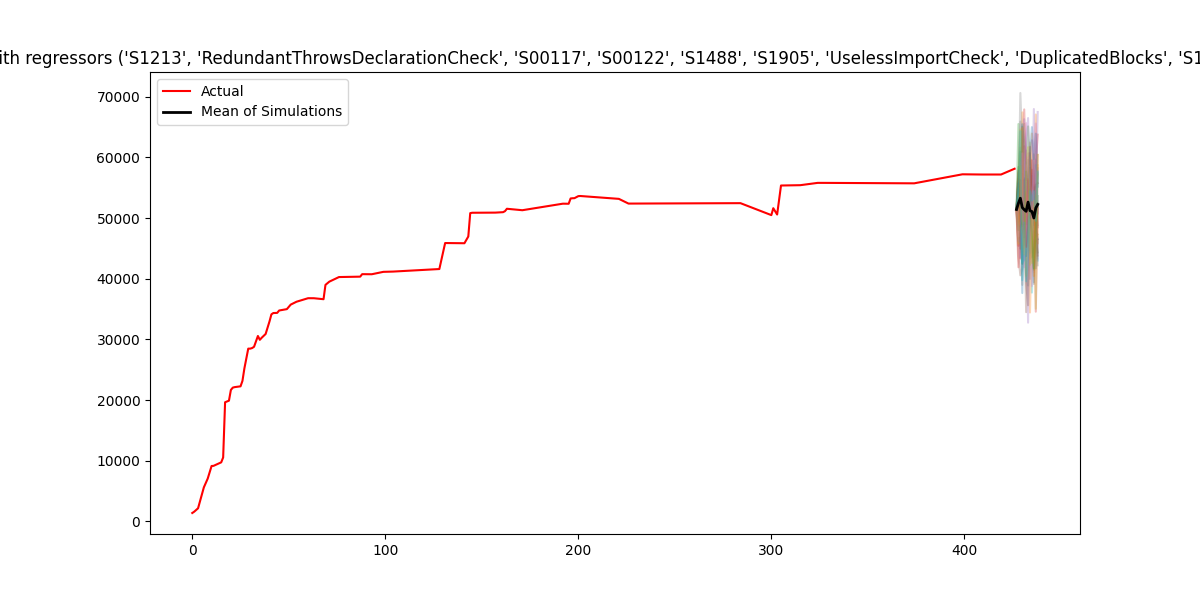 ith regressors ('S1213', 'RedundantThrowsDeclarationCheck', 'S00117', 'S00122', 'S1488', 'S1905', 'UselessImportCheck', 'DuplicatedBlocks', 'S1
Actual
Mean of Simulations
70000
60000
50000
40000
30000
20000
10000
0
0 100 200 300 400